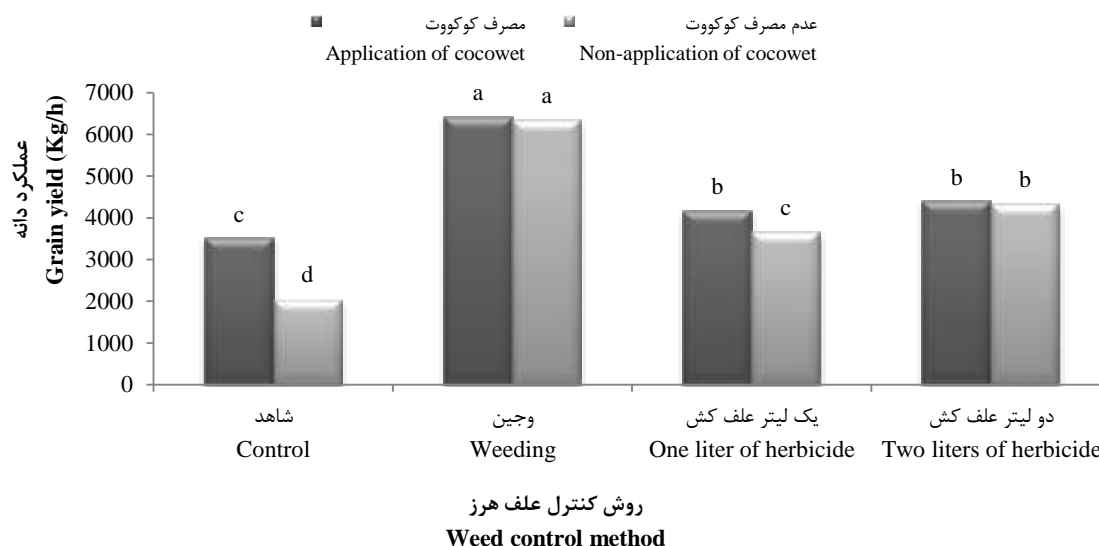 مصرف کوکووت
عدم مصرف کوکووت
Application of cocowet
Non-application of cocowet
عملکرد دانه
Grain yield (Kg/h)
7000
6000
5000
4000
3000
2000
1000
0
c
d
a
a
b
c
b
b
شاهد
Control
وجین
Weeding
یک لیتر علف کش
One liter of herbicide
دو لیتر علف کش
Two liters of herbicide
روش کنترل علف هرز
Weed control method